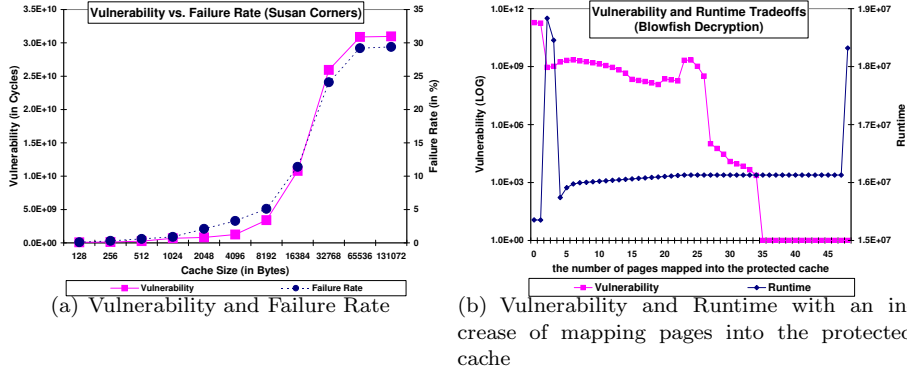 Vulnerability vs. Failure Rate (Susan Corners)
3.5E+10
3.0E+10
2.5E+10
2.0E+10
1.5E+10
1.0E+10
5.0E+09
0.0E+00
Vulnerability (in Cycles)
35
30
25
20
15
10
5
0
Failure Rate (in %)
128 256 512 1024 2048 4096 8192 16384 32768 65536 131072
Cache Size (in Bytes)
Vulnerability Failure Rate
(a) Vulnerability and Failure Rate
Vulnerability and Runtime Tradeoffs
(Blowfish Decryption)
1.0E+12
1.0E+09
1.0E+06
1.0E+03
1.0E+00
Vulnerability (LOG)
1.9E+07
1.8E+07
1.7E+07
1.6E+07
1.5E+07
Runtime
0 5 10 15 20 25 30 35 40 45
the number of pages mapped into the protected cache
Vulnerability Runtime
(b) Vulnerability and Runtime with an in
crease of mapping pages into the protected
cache